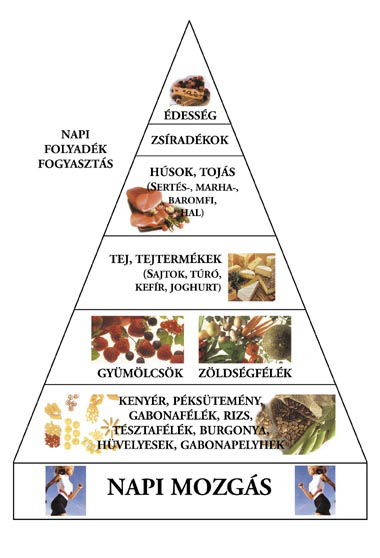 NAPI
FOLYADÉK
FOGYASZTÁS
ÉDESSÉG
ZSÍRADÉKOK
HÚSOK, TOJÁS
(SERTÉS-, MARHA-,
BAROMFI,
HAL)
TEJ, TEJTERMÉKEK
(SAJTOK, TÚRÓ,
KEFÍR, JOGHURT)
GYÜMÖLCSÖK ZÖLDSÉGFÉLÉK
KENYÉR, PÉKSÜTEMÉNY,
GABONAFÉLÉK, RIZS,
TÉSZTAFÉLÉK, BURGONYA,
HÜVELYESEK, GABONAPELYHEK
NAPI MOZGÁS